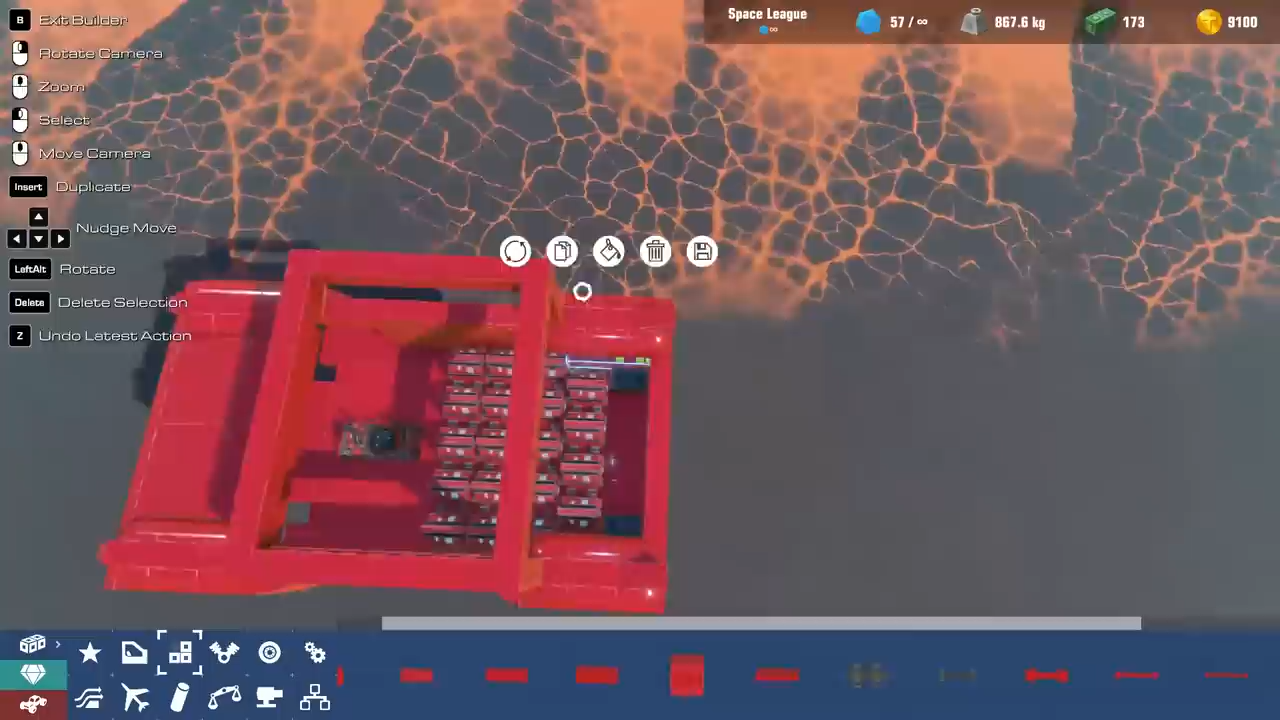 B Exit Builder
Rotate Camera
Zoom
Select
Move Camera
Insert Duplicate
Nudge Move
LeftAlt Rotate
Delete Delete Selection
Z Undo Latest Action
Space League
∞
57 / ∞
867.6 kg
173
9100